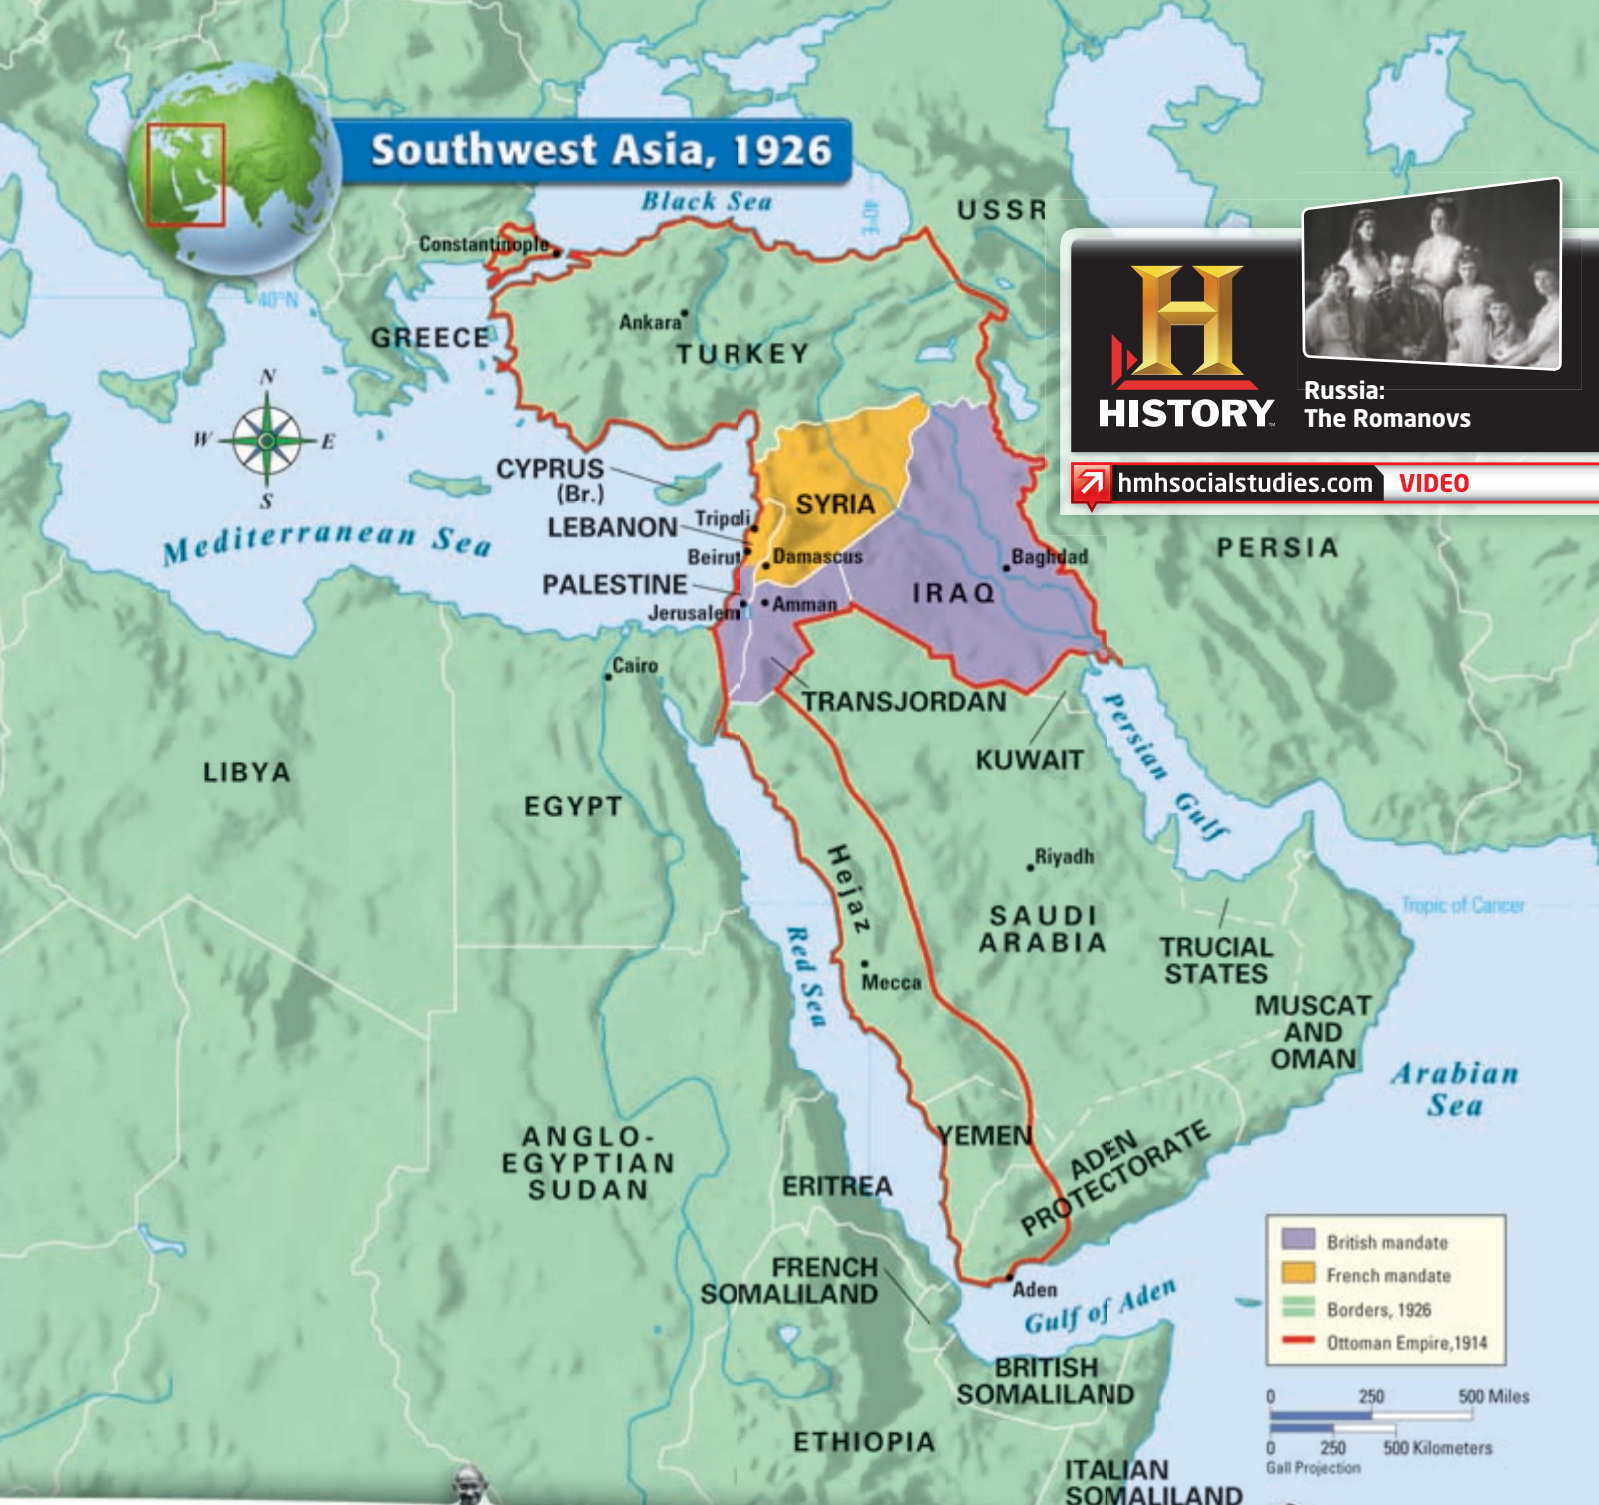 Southwest Asia, 1926
Black Sea
40°E
USSR
Constantinople
40°N
GREECE
Ankara
TURKEY
HISTORY™
Russia:
The Romanovs
hmhsocialstudies.com VIDEO
N
W
E
S
CYPRUS
(Br.)
SYRIA
LEBANON
Tripoli
Beirut
Damascus
Mediterranean Sea
PALESTINE
Jerusalem
Amman
Baghdad
IRAQ
PERSIA
Cairo
TRANSJORDAN
KUWAIT
Persian Gulf
LIBYA
EGYPT
Hejaz
Riyadh
SAUDI
ARABIA
Tropic of Cancer
Red Sea
Mecca
TRUCIAL
STATES
MUSCAT
AND
OMAN
Arabian
Sea
ANGLO-
EGYPTIAN
SUDAN
YEMEN
ADEN
PROTECTORATE
ERITREA
FRENCH
SOMALILAND
Aden
Gulf of Aden
BRITISH
SOMALILAND
ETHIOPIA
ITALIAN
SOMALILAND
British mandate
French mandate
Borders, 1926
Ottoman Empire,1914
0 250 500 Miles
0 250 500 Kilometers
Gall Projection